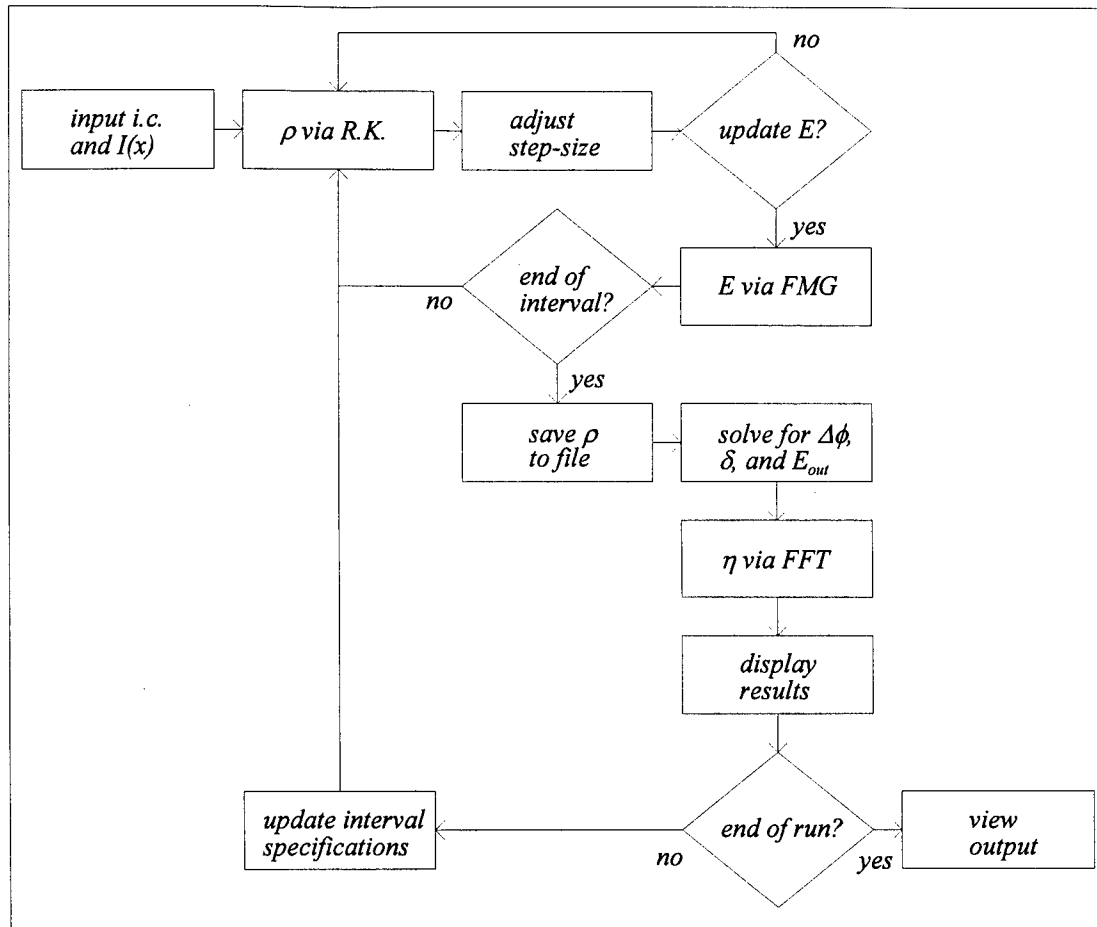 no
input i.c.
and I(x)
ρ via R.K.
adjust
step-size
update E?
yes
end of
interval?
no
E via FMG
yes
save ρ
to file
solve for Δϕ,
δ, and E_out
η via FFT
display
results
update interval
specifications
no
end of run?
yes
view
output